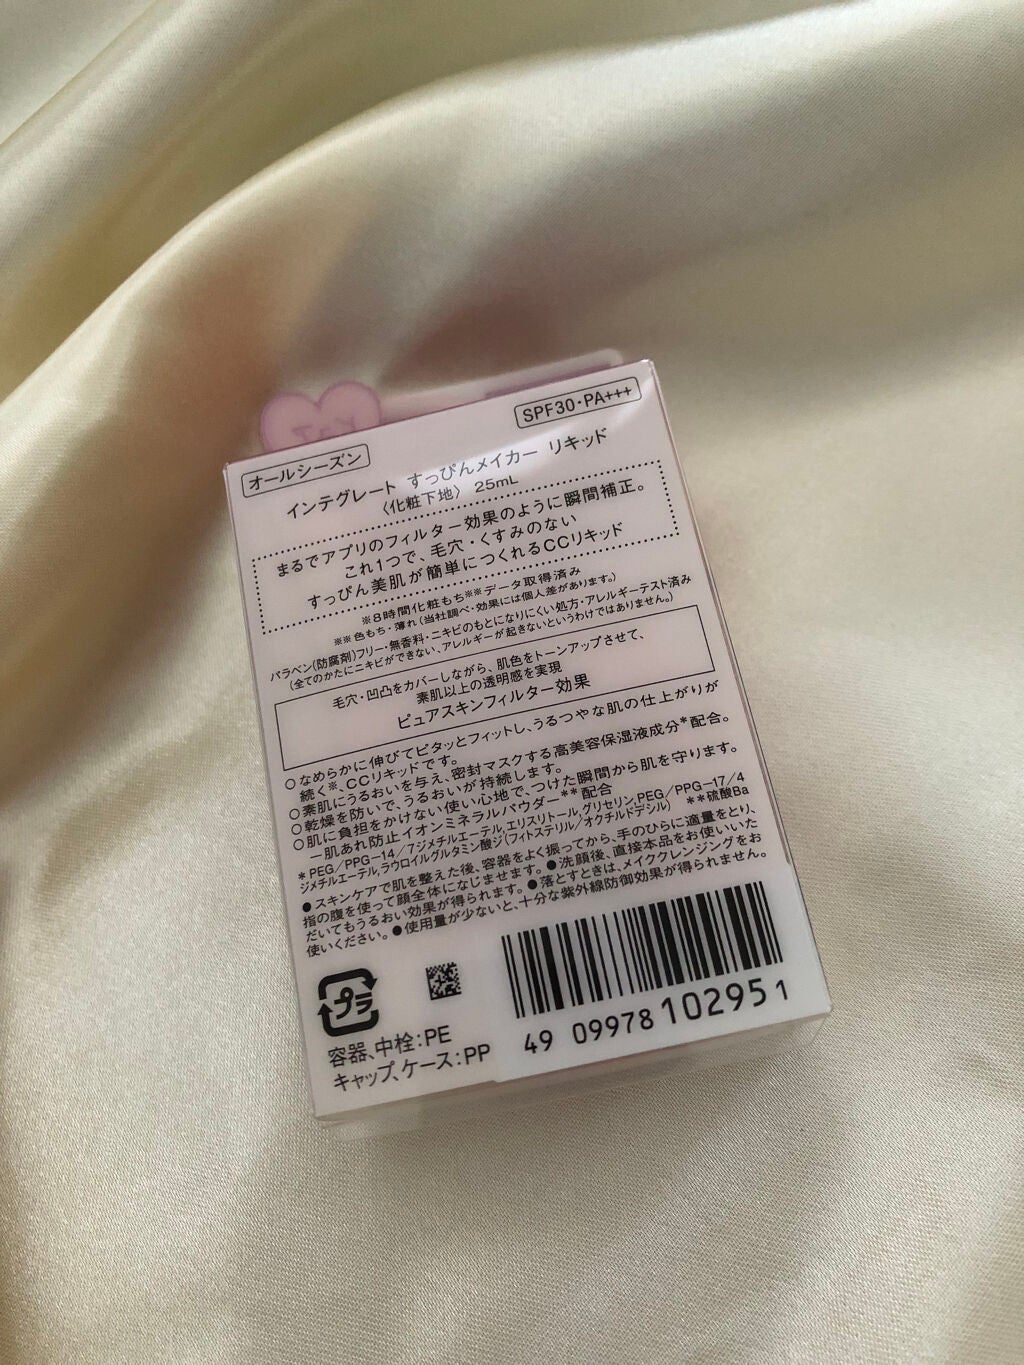 オールシーズン
SPF30・PA+++
インテグレート すっぴんメイカー リキッド
〈化粧下地〉 25mL
まるでアプリのフィルター効果のように瞬間補正。
これ1つで、毛穴・くすみのない
すっぴん美肌が簡単につくれるCCリキッド
※8時間化粧もち※※データ取得済み
※※色もち・薄れ(当社調べ・効果には個人差があります。)
パラベン(防腐剤)フリー・無香料・ニキビのもとになりにくい処方・アレルギーテスト済み
(全てのかたにニキビができない、アレルギーが起きないというわけではありません。)
毛穴・凹凸をカバーしながら、肌色をトーンアップさせて、
素肌以上の透明感を実現
ピュアスキンフィルター効果
○なめらかに伸びてピタッとフィットし、うるつやな肌の仕上がりが
続く※、CCリキッドです。
○素肌にうるおいを与え、密封マスクする高美容保湿液成分*配合。
○乾燥を防いで、うるおいが持続します。
○肌に負担をかけない使い心地で、つけた瞬間から肌を守ります。
ー肌あれ防止イオンミネラルパウダー**配合
*PEG/PPG-14/7ジメチルエーテル,エリスリトール,グリセリン,PEG/PPG-17/4
ジメチルエーテル,ラウロイルグルタミン酸ジ(フィトステリル/オクチルドデシル) **硫酸Ba
●スキンケアで肌を整えた後、容器をよく振ってから、手のひらに適量をとり、
指の腹を使って顔全体になじませます。●洗顔後、直接本品をお使いいた
だいてもうるおい効果が得られます。●落とすときは、メイククレンジングをお
使いください。●使用量が少ないと、十分な紫外線防御効果が得られません。
プラ
容器、中栓:PE
キャップ、ケース:PP
49 09978 102951